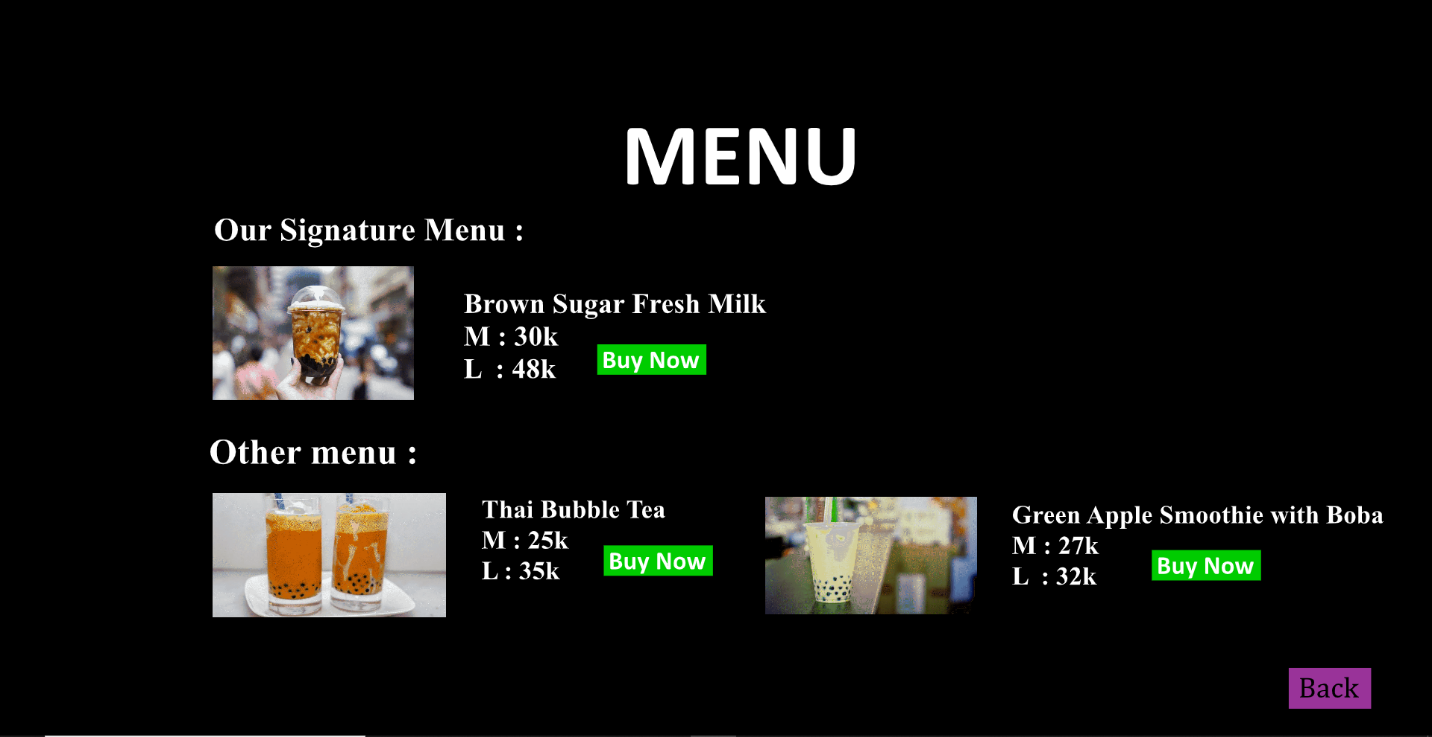 MENU
Our Signature Menu :
Brown Sugar Fresh Milk
M : 30k
L : 48k
Buy Now
Other menu :
Thai Bubble Tea
M : 25k
L : 35k
Buy Now
Green Apple Smoothie with Boba
M : 27k
L : 32k
Buy Now
Back